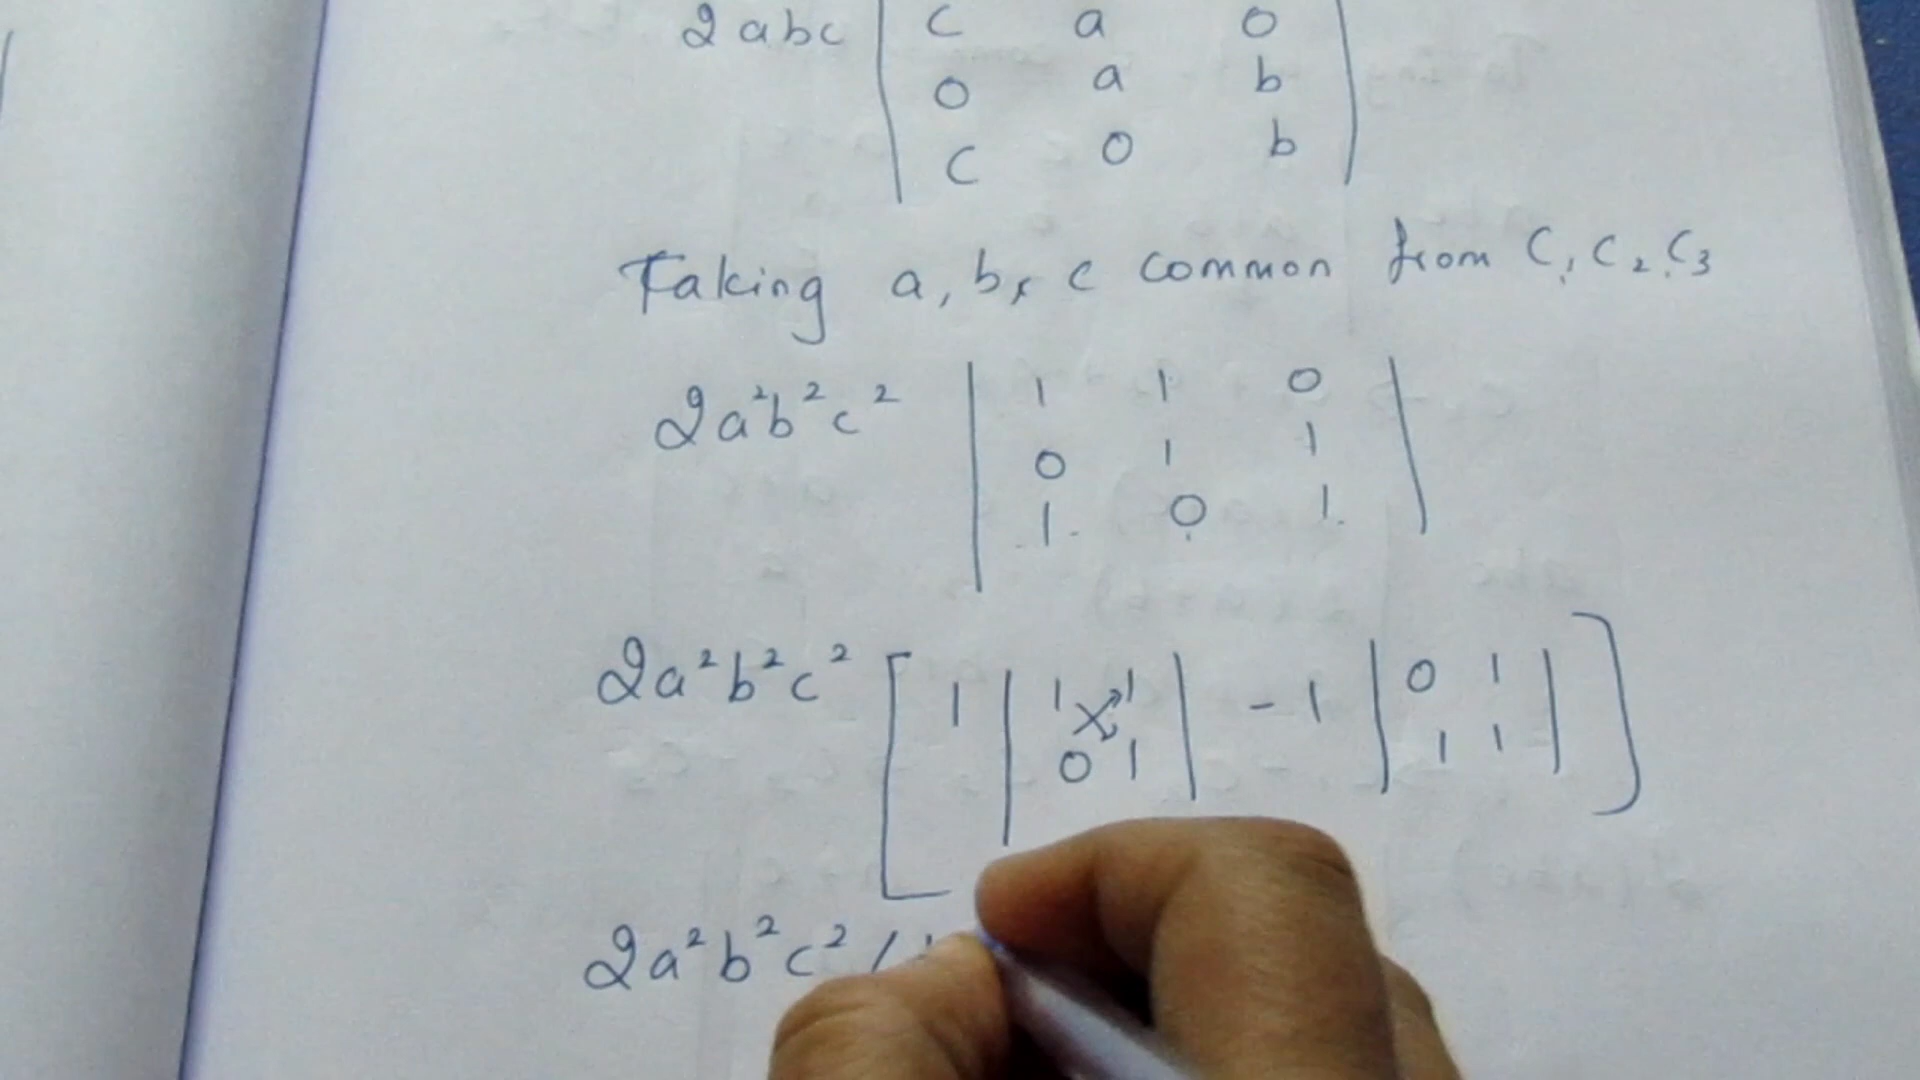 2abc | c a 0 |
| 0 a b |
| c 0 b |
Taking a, b, c common from C₁, C₂, C₃
2a²b²c² | 1 1 0 |
| 0 1 1 |
| 1 0 1 |
2a²b²c² [ 1 | 1 1 | - 1 | 0 1 | ]
| 0 1 | | 1 1 |
2a²b²c² (